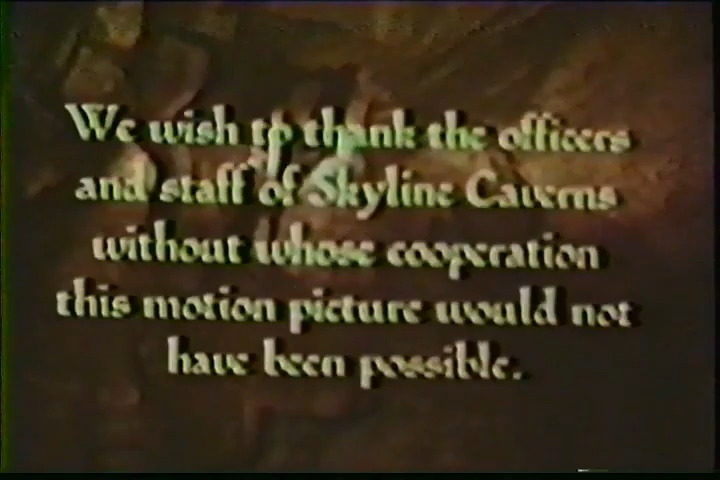 We wish to thank the officers
and staff of Skyline Caverns
without whose cooperation
this motion picture would not
have been possible.